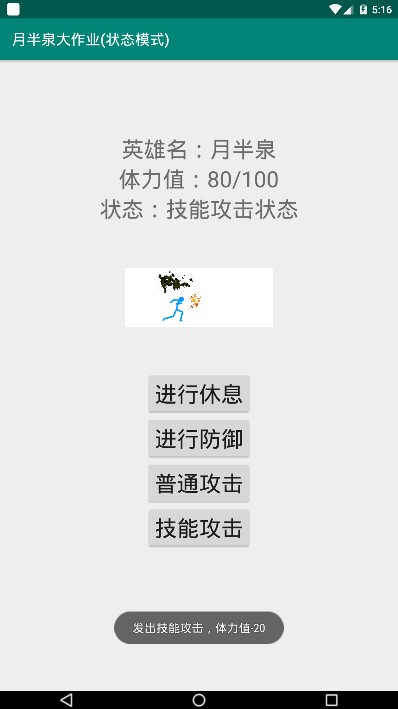 5:16
月半泉大作业(状态模式)
英雄名：月半泉
体力值：80/100
状态：技能攻击状态
进行休息
进行防御
普通攻击
技能攻击
发出技能攻击，体力值-20